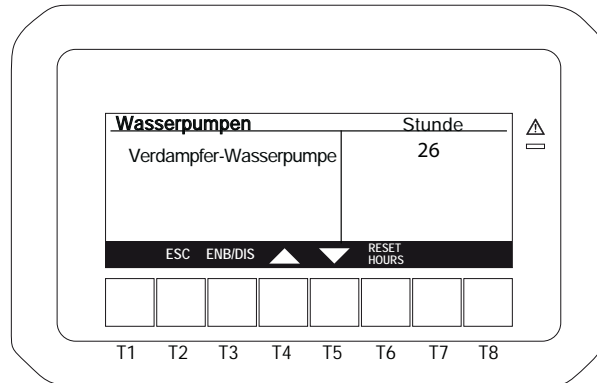 Wasserpumpen Stunde
Verdampfer-Wasserpumpe 26
ESC ENB/DIS RESET HOURS
T1 T2 T3 T4 T5 T6 T7 T8